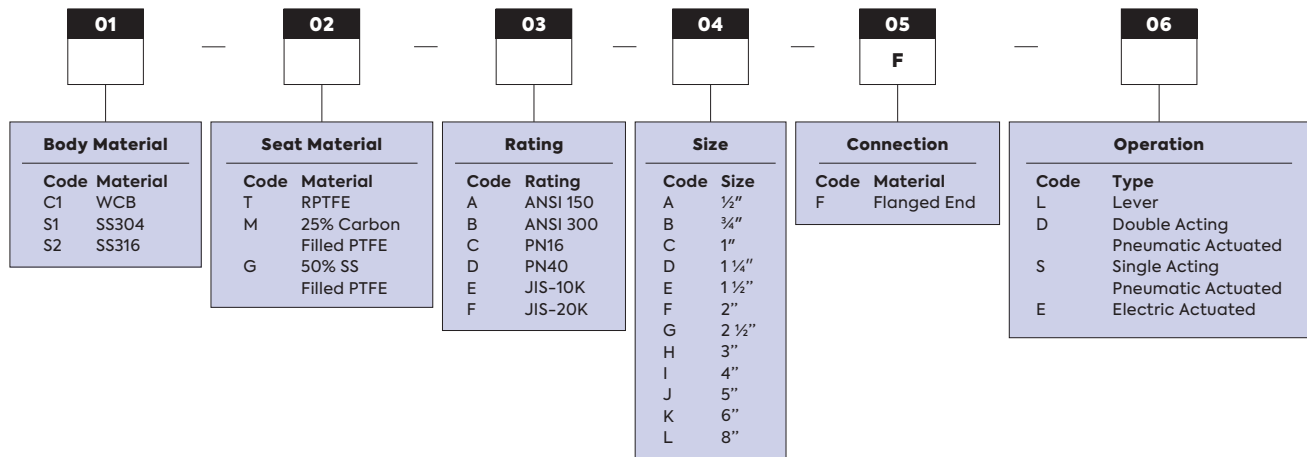 01 — 02 — 03 — 04 — 05 — 06
F
Body Material
Code Material
C1 WCB
S1 SS304
S2 SS316
Seat Material
Code Material
T RPTFE
M 25% Carbon
Filled PTFE
G 50% SS
Filled PTFE
Rating
Code Rating
A ANSI 150
B ANSI 300
C PN16
D PN40
E JIS-10K
F JIS-20K
Size
Code Size
A ½”
B ¾”
C 1”
D 1 ¼”
E 1 ½”
F 2”
G 2 ½”
H 3”
I 4”
J 5”
K 6”
L 8”
Connection
Code Material
F Flanged End
Operation
Code Type
L Lever
D Double Acting
Pneumatic Actuated
S Single Acting
Pneumatic Actuated
E Electric Actuated